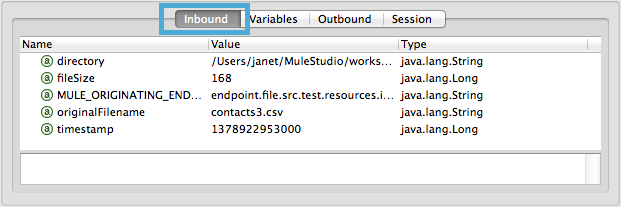 Inbound Variables Outbound Session
Name Value Type
directory /Users/janet/MuleStudio/works... java.lang.String
fileSize 168 java.lang.Long
MULE_ORIGINATING_END... endpoint.file.src.test.resources.i... java.lang.String
originalFilename contacts3.csv java.lang.String
timestamp 1378922953000 java.lang.Long